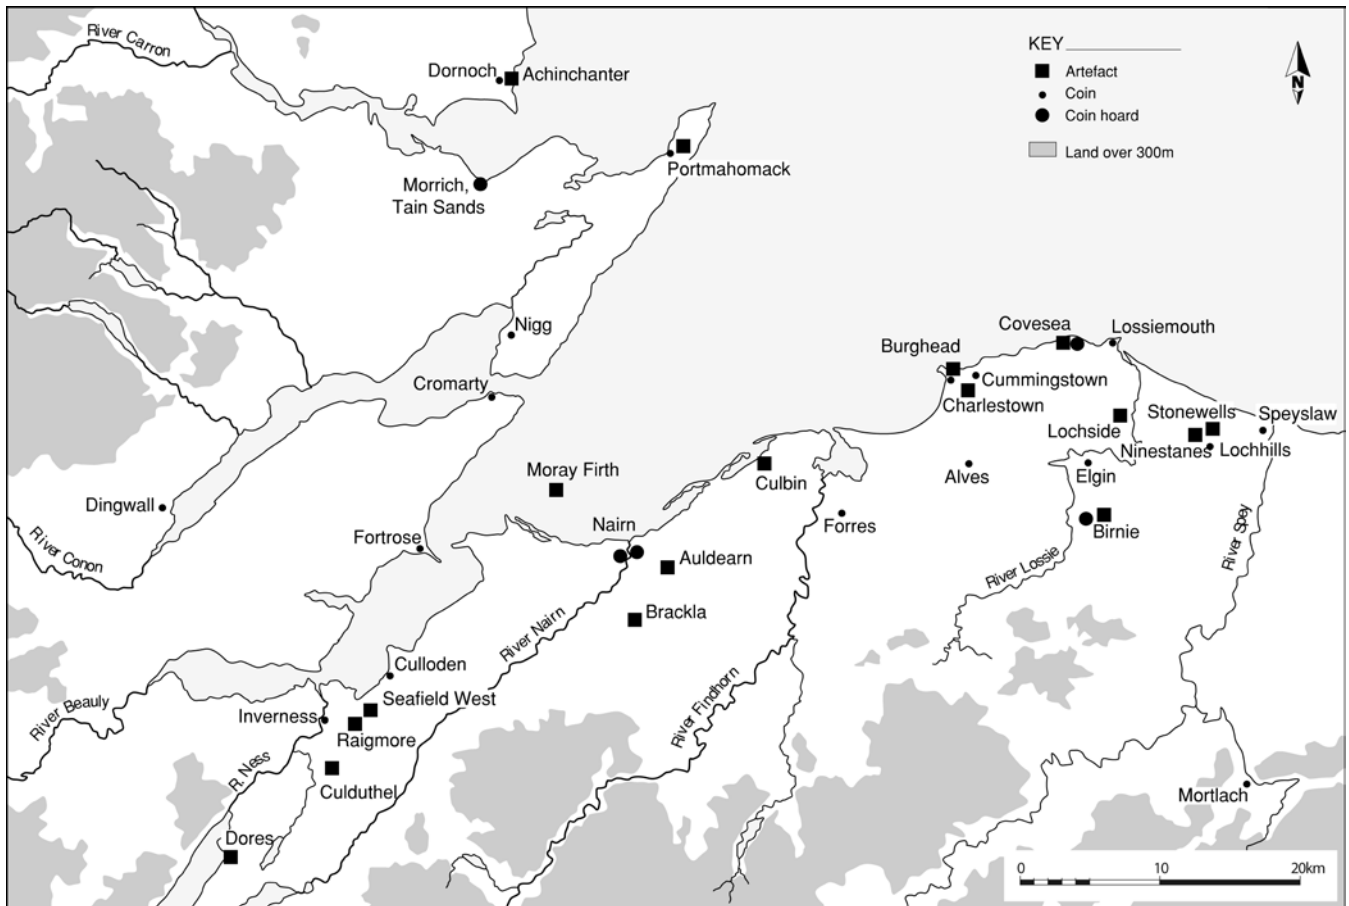 River Carron
Dornoch
Achinchanter
KEY
Artefact
Coin
Coin hoard
Land over 300m
N
Portmahomack
Morrich,
Tain Sands
Nigg
Cromarty
Covesea
Lossiemouth
Burghead
Cummingstown
Charlestown
Lochside
Stonewells
Speyslaw
Ninestanes
Lochhills
Moray Firth
Culbin
Alves
Elgin
Dingwall
Fortrose
Nairn
Forres
Birnie
River Conon
Auldearn
River Lossie
River Spey
Brackla
River Nairn
Culloden
River Beauly
Seafield West
Inverness
Raigmore
River Findhorn
R. Ness
Culduthel
Mortlach
Dores
0 10 20km